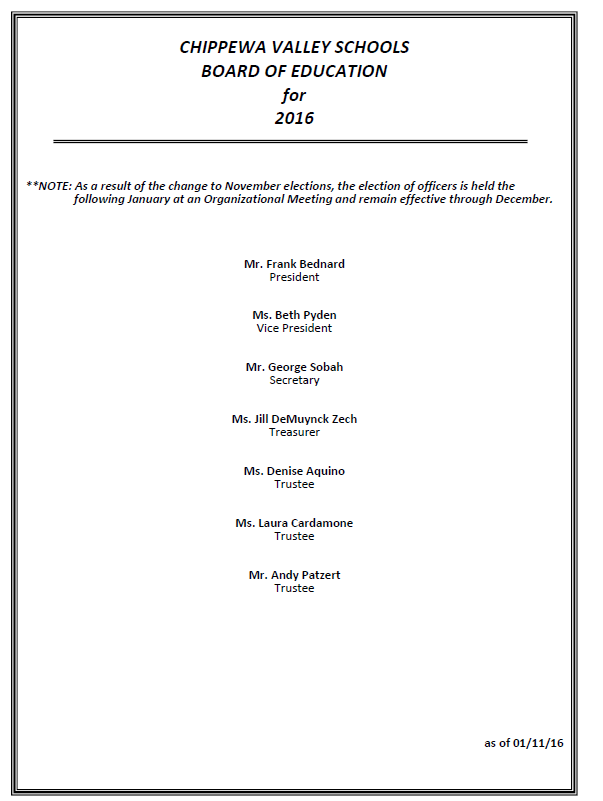 CHIPPEWA VALLEY SCHOOLS
BOARD OF EDUCATION
for
2016
**NOTE: As a result of the change to November elections, the election of officers is held the
following January at an Organizational Meeting and remain effective through December.
Mr. Frank Bednard
President
Ms. Beth Pyden
Vice President
Mr. George Sobah
Secretary
Ms. Jill DeMuynck Zech
Treasurer
Ms. Denise Aquino
Trustee
Ms. Laura Cardamone
Trustee
Mr. Andy Patzert
Trustee
as of 01/11/16